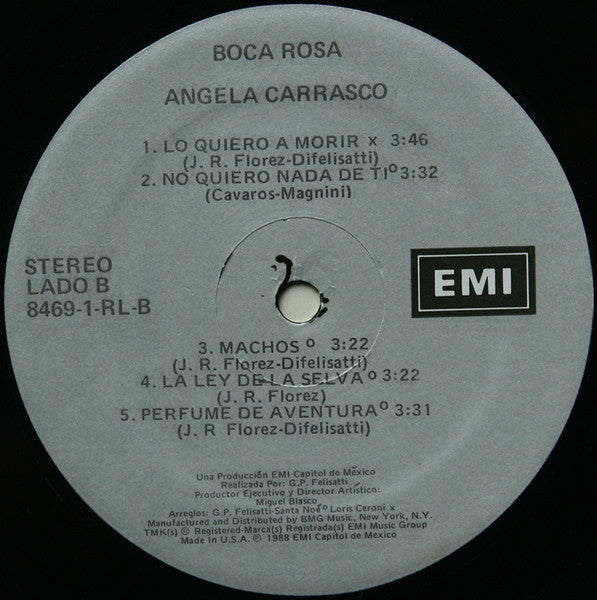 BOCA ROSA
ANGELA CARRASCO
1. LO QUIERO A MORIR x 3:46
(J. R. Florez-Difelisatti)
2. NO QUIERO NADA DE TI º 3:32
(Cavaros-Magnini)
STEREO
LADO B
8469-1-RL-B
EMI
3. MACHOS º 3:22
(J. R. Florez-Difelisatti)
4. LA LEY DE LA SELVA º 3:22
(J. R. Florez)
5. PERFUME DE AVENTURA º 3:31
(J. R Florez-Difelisatti)
Una Producción EMI Capitol de México
Realizada Por: G.P. Felisatti
Productor Ejecutivo y Director Artístico:
Miguel Blasco
Arreglos: G.P. Felisatti-Santa Noé º Loris Ceroni x
Manufactured and Distributed by BMG Music, New York, N.Y.
TMK(s) ® Registered-Marca(s) Registrada(s) EMI Music Group
Made In U.S.A. ℗ 1988 EMI Capitol de México